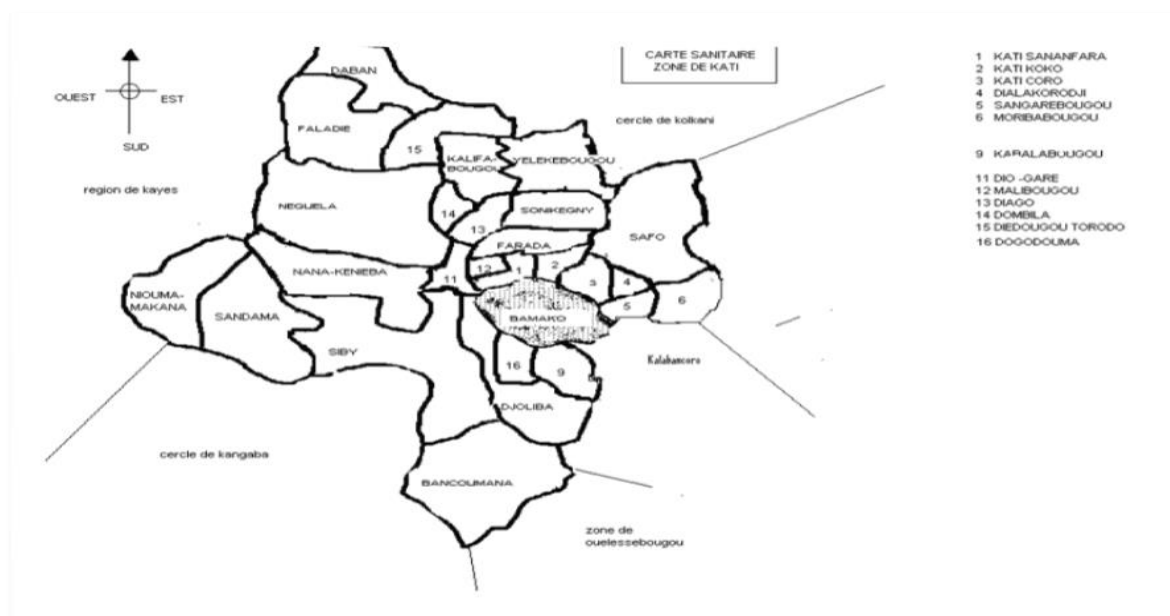 CARTE SANITAIRE
ZONE DE KATI
1 KATI SANANFARA
2 KATI KOKO
3 KATI CORO
4 DIALAKORODJI
5 SANGAREBOUGOU
6 MORIBABOUGOU
9 KABALABOUGOU
11 DIO -GARE
12 MALIBOUGOU
13 DIAGO
14 DOMBILA
15 DIEDOUGOU TORODO
16 DOGODOUMA
OUEST
EST
SUD
DABAN
FALADIE
15
KALIFA-
BOUGOU
YELEKEBOUGOU
cercle de kolkani
region de kayes
NEGUELA
14
13
SONIKEGNY
SAFO
FARADA
NANA-KENIEBA
11
12
1
2
3
4
5
6
NIOUMA-
MAKANA
SANDAMA
BAMAKO
SIBY
16
9
Kalabancoro
DJOLIBA
cercle de kangaba
BANCOUMANA
zone de
ouelessebougou